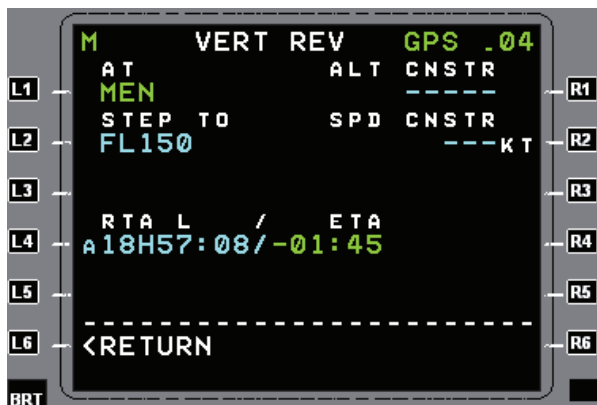 M VERT REV GPS .04
AT ALT CNSTR
L1 MEN ----- R1
STEP TO SPD CNSTR
L2 FL150 ---KT R2
L3 R3
RTA L / ETA
L4 A18H57:08/-01:45 R4
L5 R5
------------------------
L6 <RETURN R6
BRT